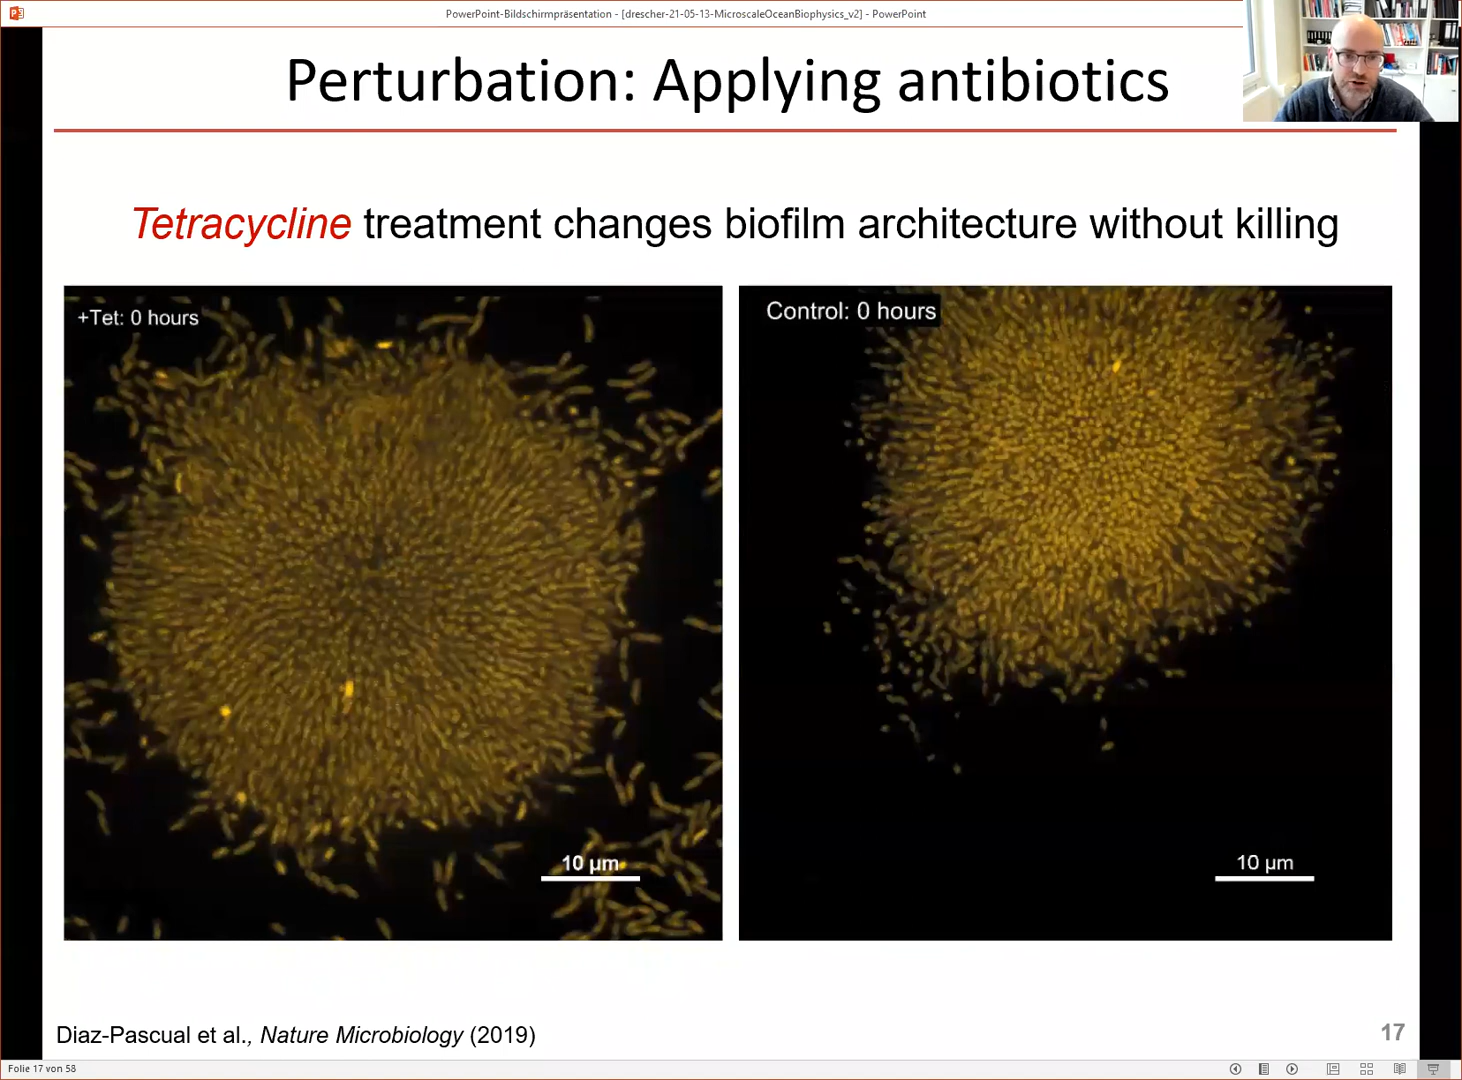 PowerPoint-Bildschirmpräsentation - [drescher-21-05-13-MicroscaleOceanBiophysics_v2] - PowerPoint
Perturbation: Applying antibiotics
Tetracycline treatment changes biofilm architecture without killing
+Tet: 0 hours
Control: 0 hours
10 µm
10 µm
Diaz-Pascual et al., Nature Microbiology (2019)
17
Folie 17 von 58